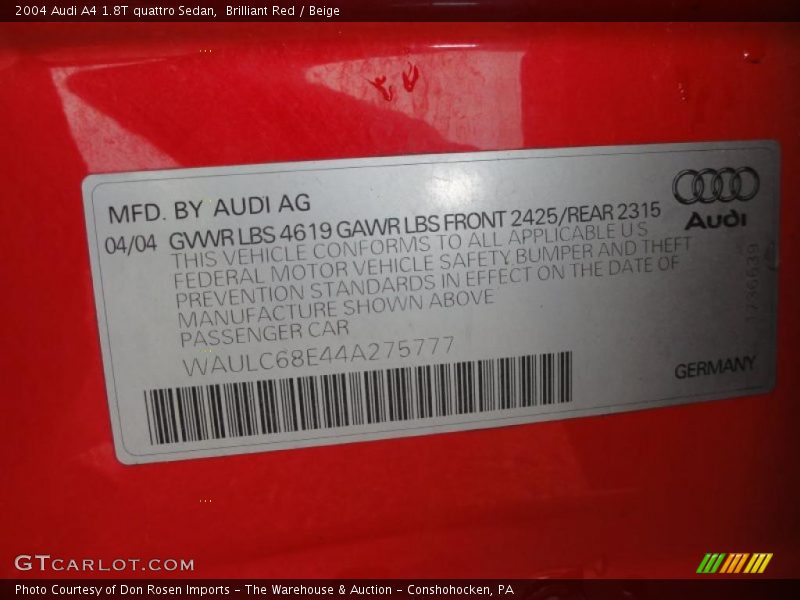 2004 Audi A4 1.8T quattro Sedan,  Brilliant Red / Beige
MFD. BY AUDI AG
04/04 GVWR LBS 4619 GAWR LBS FRONT 2425/REAR 2315
THIS VEHICLE CONFORMS TO ALL APPLICABLE U S
FEDERAL MOTOR VEHICLE SAFETY, BUMPER AND THEFT
PREVENTION STANDARDS IN EFFECT ON THE DATE OF
MANUFACTURE SHOWN ABOVE
PASSENGER CAR
WAULC68E44A275777
Audi
GERMANY
GTCARLOT.COM
Photo Courtesy of Don Rosen Imports - The Warehouse & Auction - Conshohocken, PA